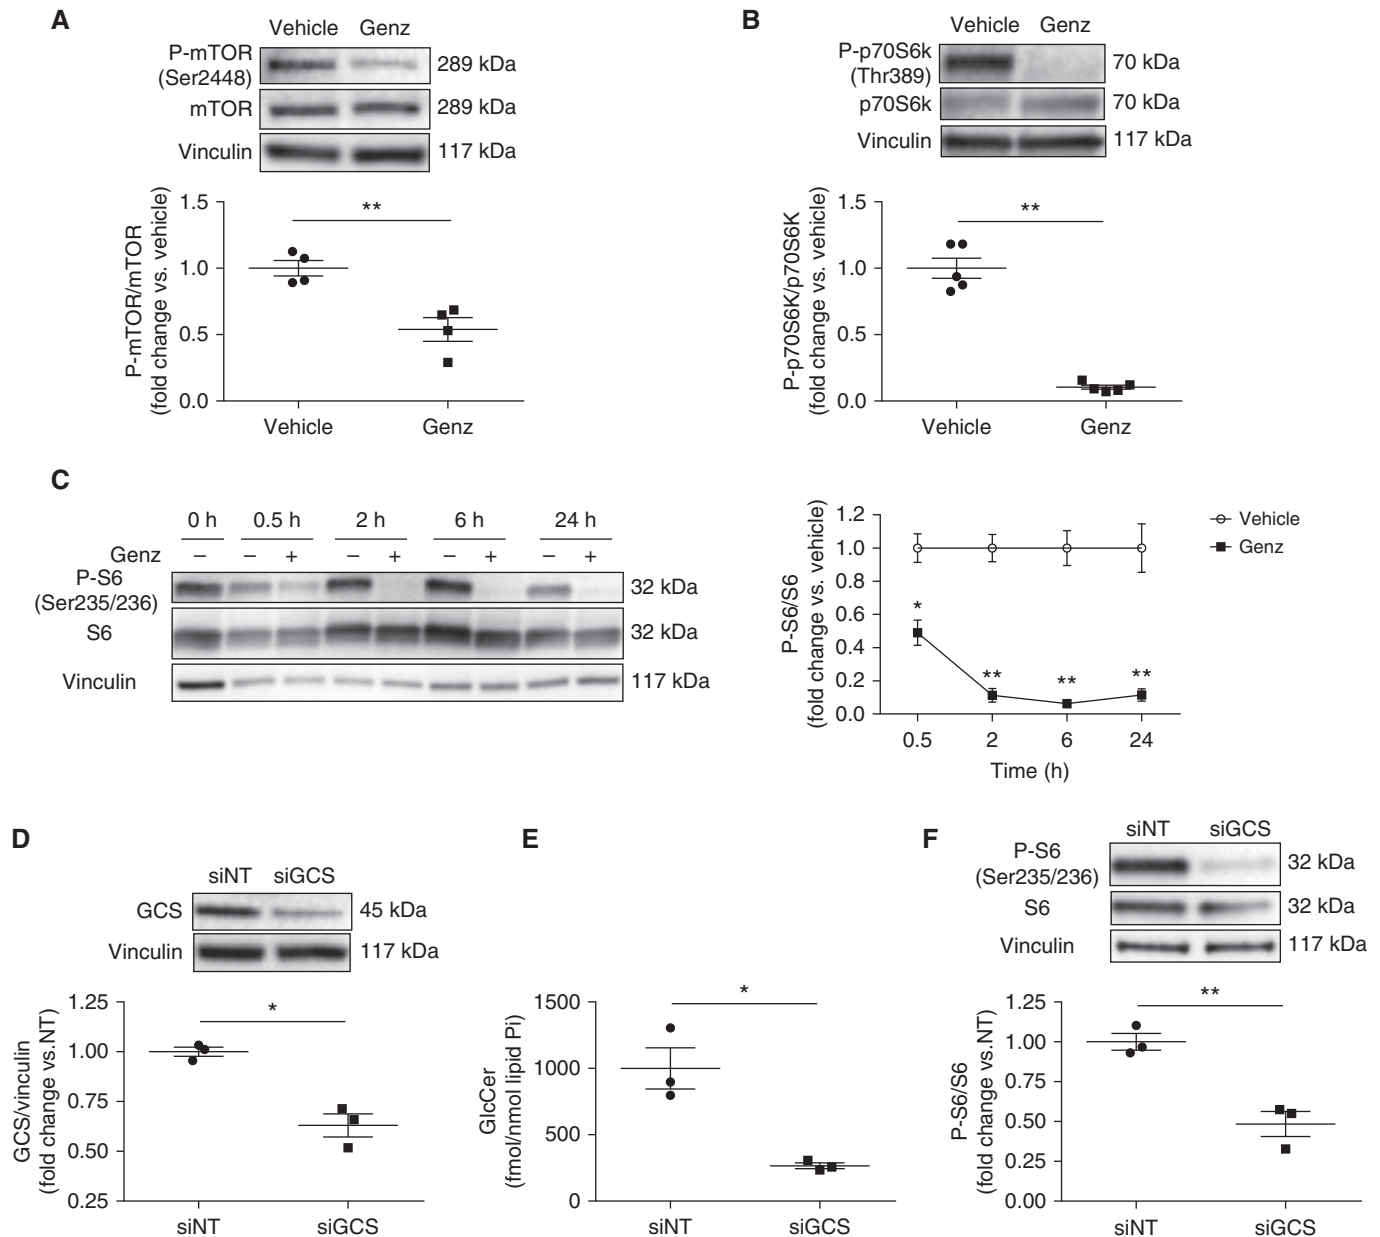 A
Vehicle Genz
P-mTOR
(Ser2448)
289 kDa
mTOR
289 kDa
Vinculin
117 kDa
P-mTOR/mTOR
(fold change vs. vehicle)
1.5
1.0
0.5
0.0
**
Vehicle
Genz
B
Vehicle Genz
P-p70S6k
(Thr389)
70 kDa
p70S6k
70 kDa
Vinculin
117 kDa
P-p70S6K/p70S6K
(fold change vs. vehicle)
1.5
1.0
0.5
0.0
**
Vehicle
Genz
C
0 h 0.5 h 2 h 6 h 24 h
Genz – – + – + – + – +
P-S6
(Ser235/236)
32 kDa
S6
32 kDa
Vinculin
117 kDa
P-S6/S6
(fold change vs. vehicle)
1.2
1.0
0.8
0.6
0.4
0.2
0.0
*
**
**
**
0.5 2 6 24
Time (h)
Vehicle
Genz
D
siNT siGCS
GCS
45 kDa
Vinculin
117 kDa
GCS/vinculin
(fold change vs.NT)
1.25
1.00
0.75
0.50
0.25
*
siNT
siGCS
E
GlcCer
(fmol/nmol lipid Pi)
1500
1000
500
0
*
siNT
siGCS
F
siNT siGCS
P-S6
(Ser235/236)
32 kDa
S6
32 kDa
Vinculin
117 kDa
P-S6/S6
(fold change vs.NT)
1.25
1.00
0.75
0.50
0.25
0.00
**
siNT
siGCS